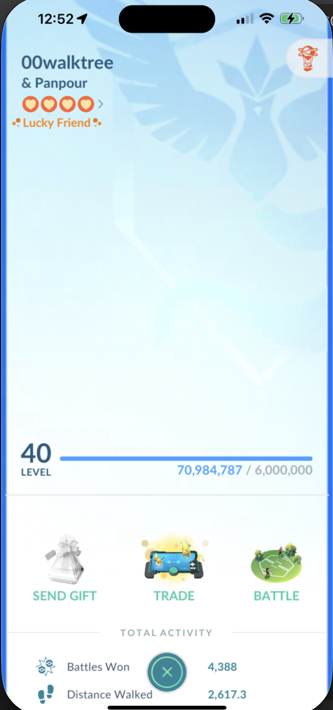 12:52
00walktree
& Panpour
Lucky Friend
40
LEVEL
70,984,787 / 6,000,000
SEND GIFT
TRADE
BATTLE
TOTAL ACTIVITY
Battles Won 4,388
Distance Walked 2,617.3